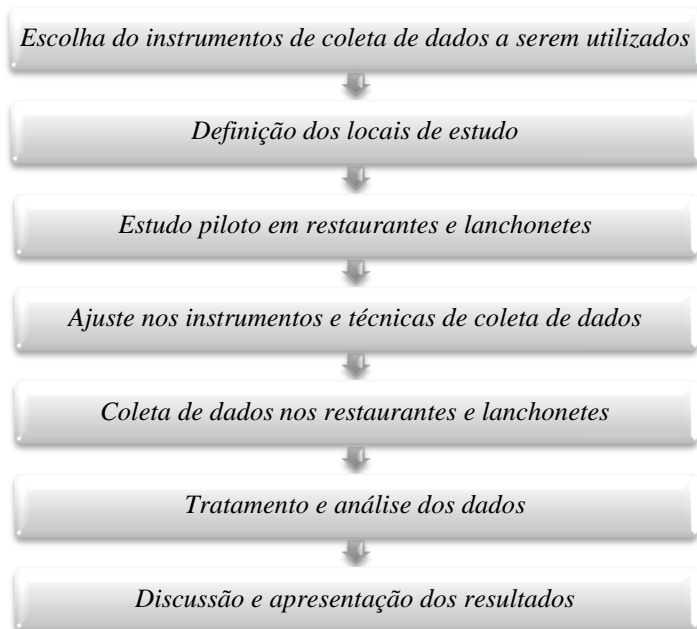 Escolha do instrumentos de coleta de dados a serem utilizados
Definição dos locais de estudo
Estudo piloto em restaurantes e lanchonetes
Ajuste nos instrumentos e técnicas de coleta de dados
Coleta de dados nos restaurantes e lanchonetes
Tratamento e análise dos dados
Discussão e apresentação dos resultados